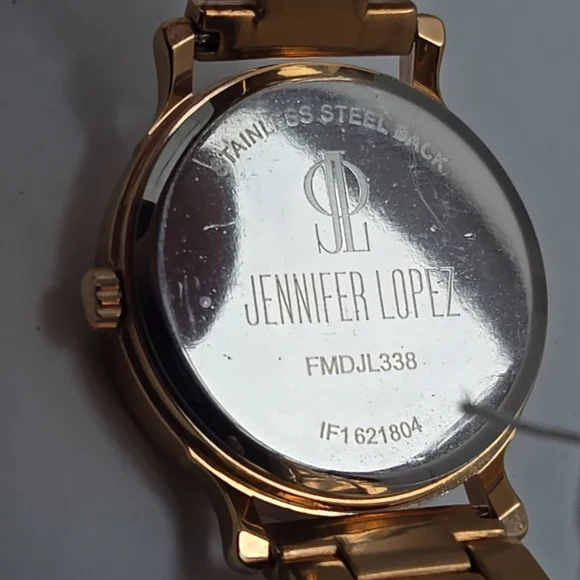 STAINLESS STEEL BACK
JL
JENNIFER LOPEZ
FMDJL338
IF1621804